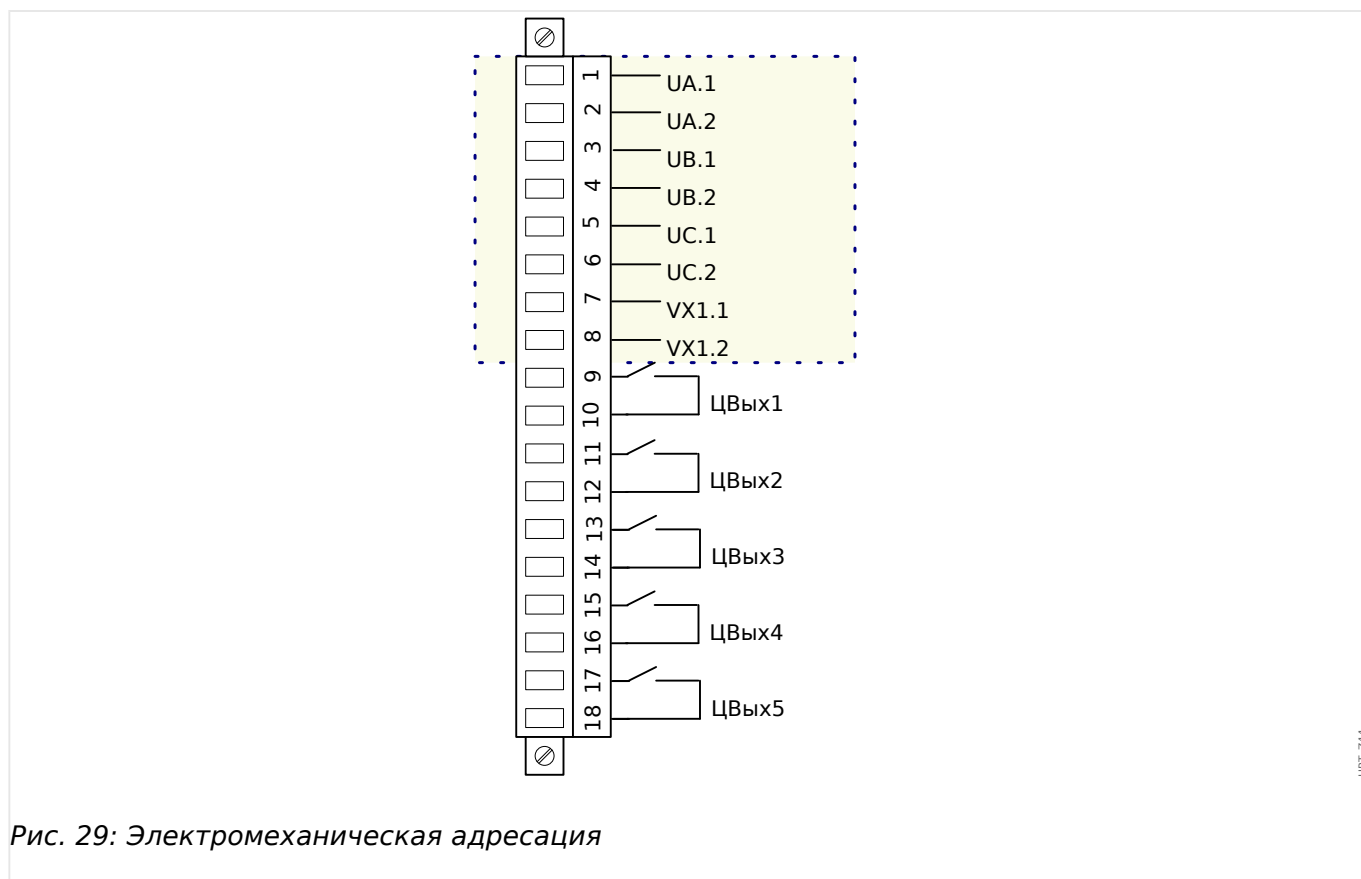 1 UA.1
2 UA.2
3 UB.1
4 UB.2
5 UC.1
6 UC.2
7 VX1.1
8 VX1.2
9
10 ЦВых1
11
12 ЦВых2
13
14 ЦВых3
15
16 ЦВых4
17
18 ЦВых5
Рис. 29: Электромеханическая адресация